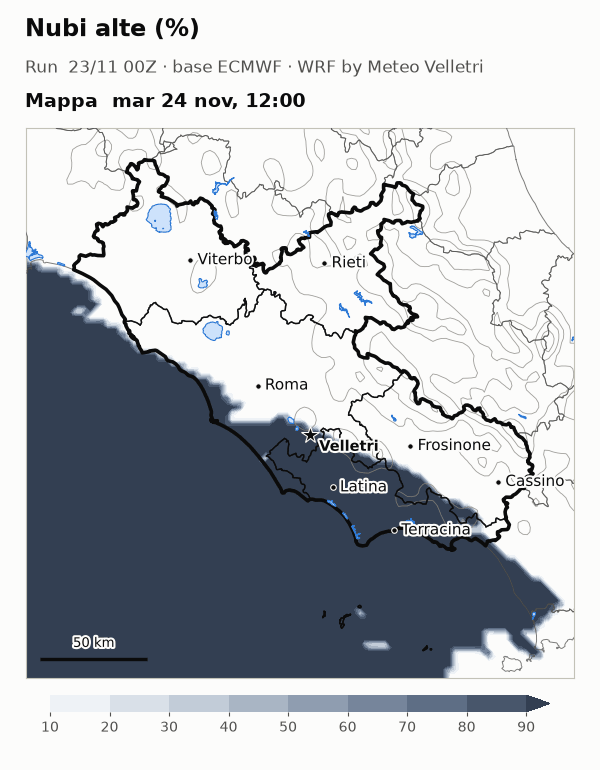 Nubi alte (%)
Run  23/11 00Z · base ECMWF · WRF by Meteo Velletri
Mappa  mar 24 nov, 12:00
Viterbo
Rieti
Roma
Velletri
Frosinone
Cassino
Latina
Terracina
50 km
10 20 30 40 50 60 70 80 90